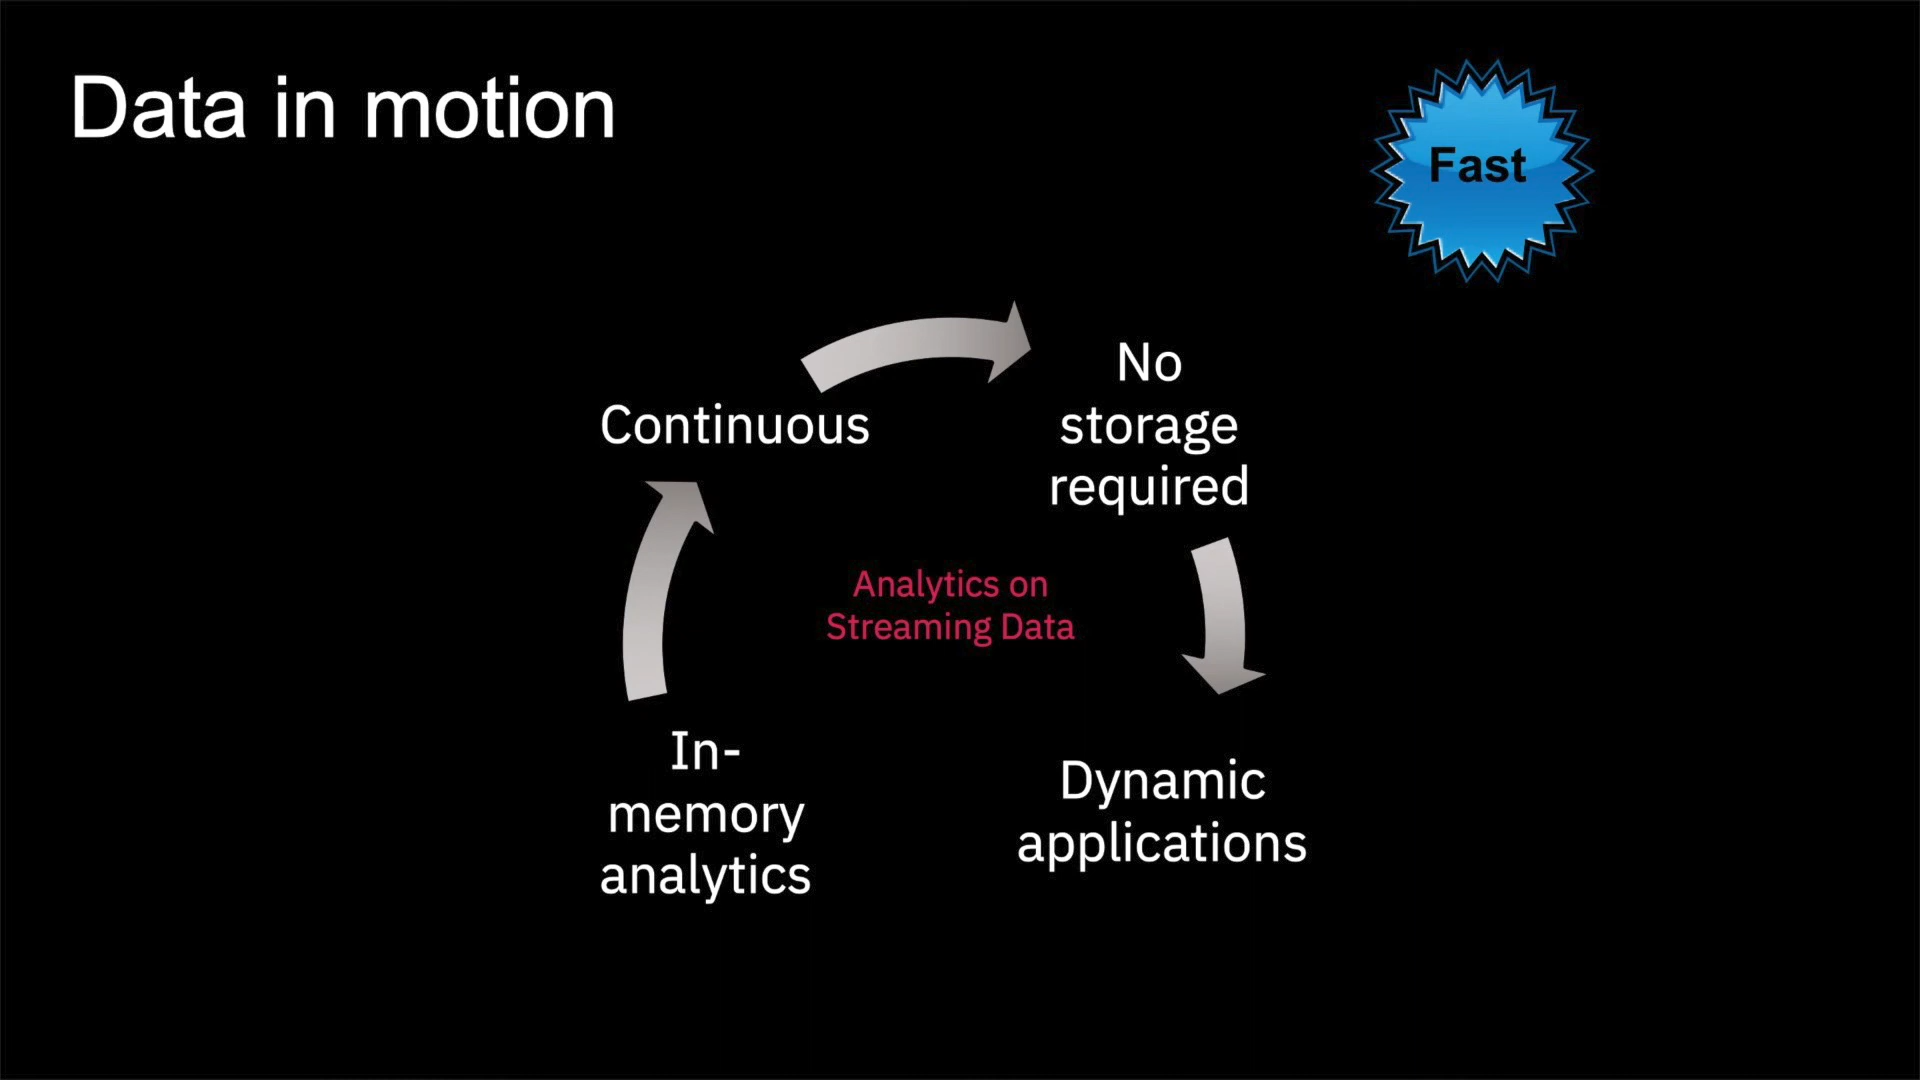 Data in motion
Fast
Continuous
No
storage
required
Analytics on
Streaming Data
In-
memory
analytics
Dynamic
applications